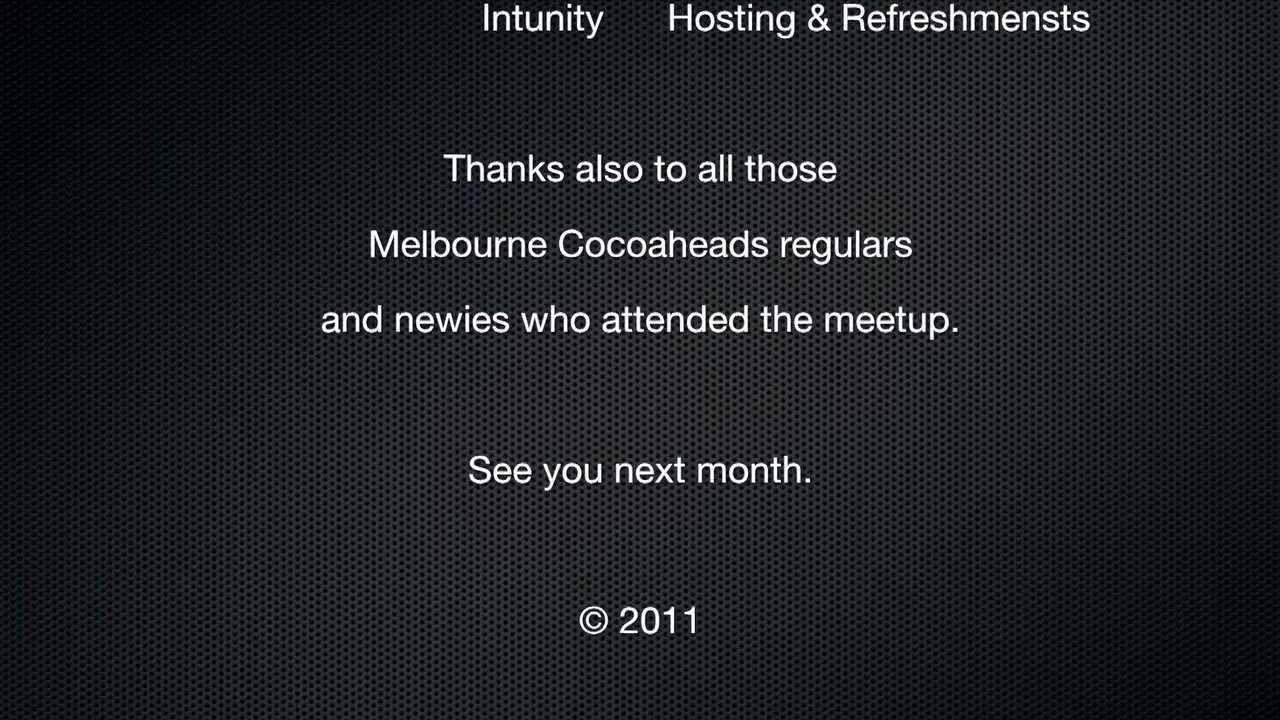 Intunity Hosting & Refreshmensts
Thanks also to all those
Melbourne Cocoaheads regulars
and newies who attended the meetup.
See you next month.
© 2011